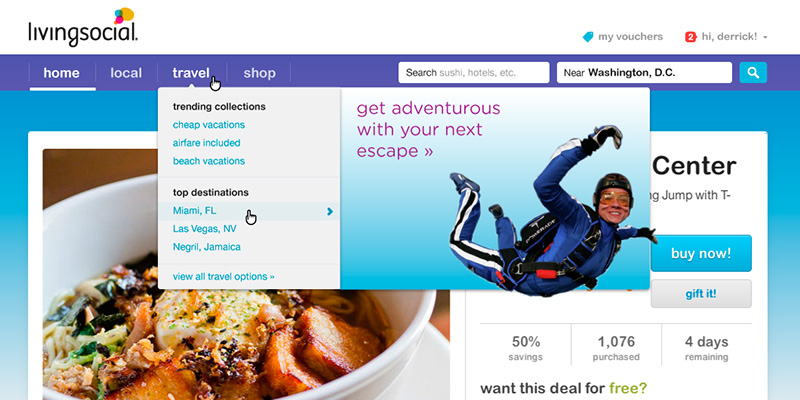 livingsocial.
my vouchers
2 hi, derrick!
home
local
travel
shop
Search sushi, hotels, etc.
Near Washington, D.C.
trending collections
cheap vacations
airfare included
beach vacations
top destinations
Miami, FL
Las Vegas, NV
Negril, Jamaica
view all travel options »
get adventurous
with your next
escape »
POWERADE
Center
Jump with T-
buy now!
gift it!
50%
savings
1,076
purchased
4 days
remaining
want this deal for free?